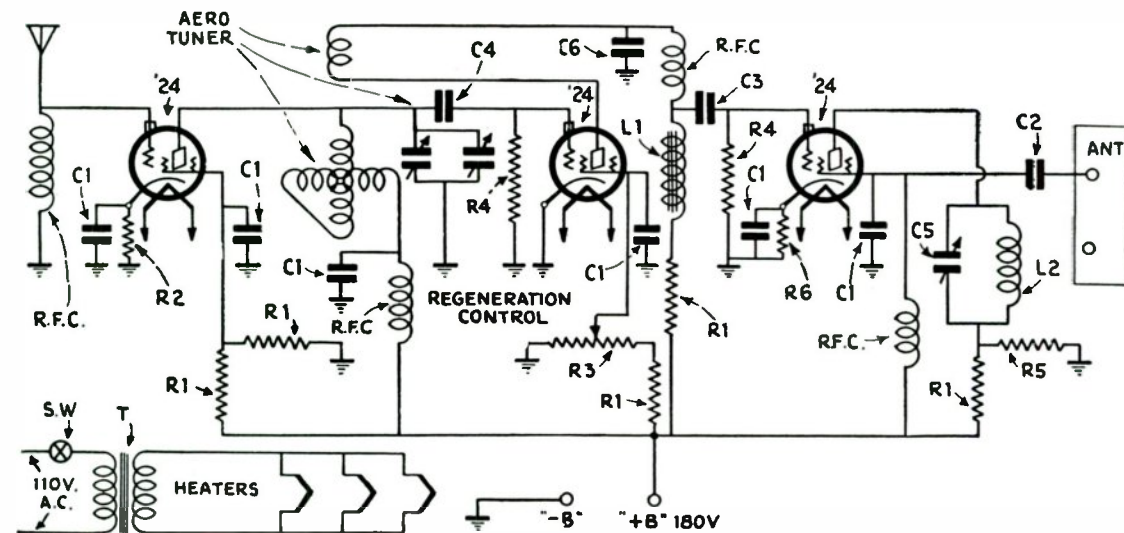 AERO
TUNER
C4
C6
R.F.C
'24
'24
C3
'24
L1
R4
C2
ANT
C1
C1
R4
C1
C5
L2
R2
C1
C1
R6
C1
R.F.C.
R.F.C
REGENERATION
CONTROL
R1
R1
R.F.C.
R3
R5
R1
R1
R1
S.W
T
110V.
A.C.
HEATERS
"-B"
"+B" 180V